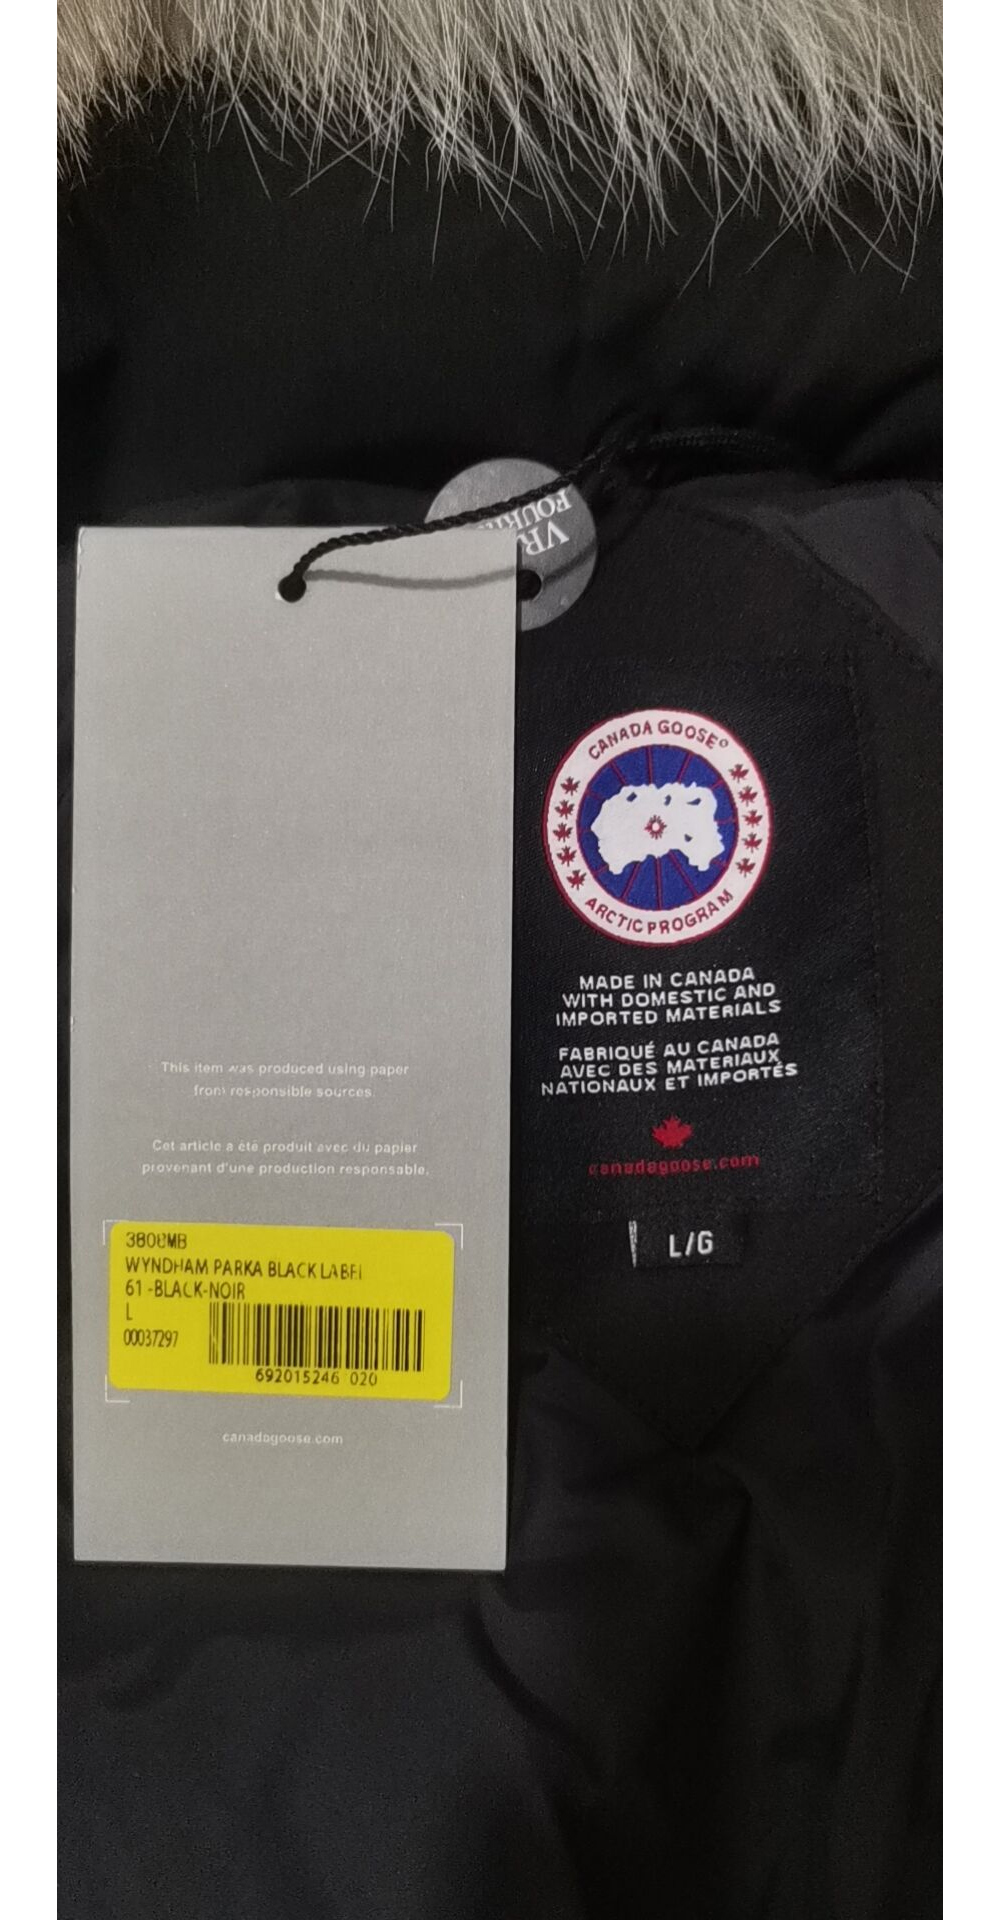 This item was produced using paper
from responsible sources.
Cet article a été produit avec du papier
provenant d'une production responsable.
3808MB
WYNDHAM PARKA BLACK LABEL
61 -BLACK-NOIR
L
00037297
692015246 020
canadagoose.com
CANADA GOOSE
ARCTIC PROGRAM
MADE IN CANADA
WITH DOMESTIC AND
IMPORTED MATERIALS
FABRIQUÉ AU CANADA
AVEC DES MATERIAUX
NATIONAUX ET IMPORTÉS
canadagoose.com
L/G